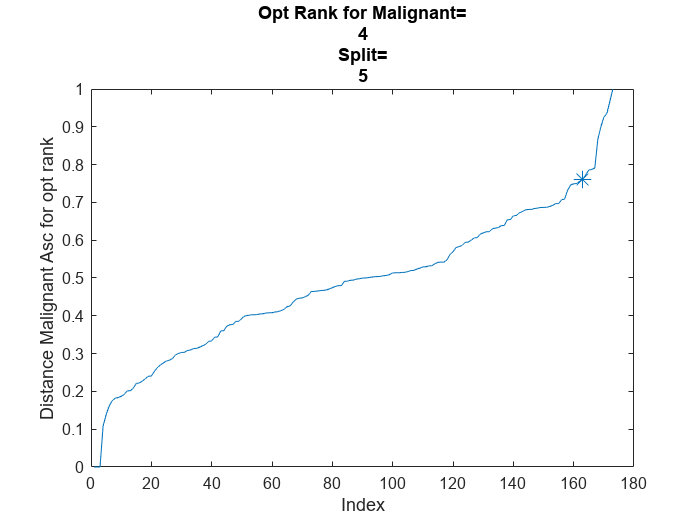 Opt Rank for Malignant=
4
Split=
5
Distance Malignant Asc for opt rank
1
0.9
0.8
0.7
0.6
0.5
0.4
0.3
0.2
0.1
0
0 20 40 60 80 100 120 140 160 180
Index